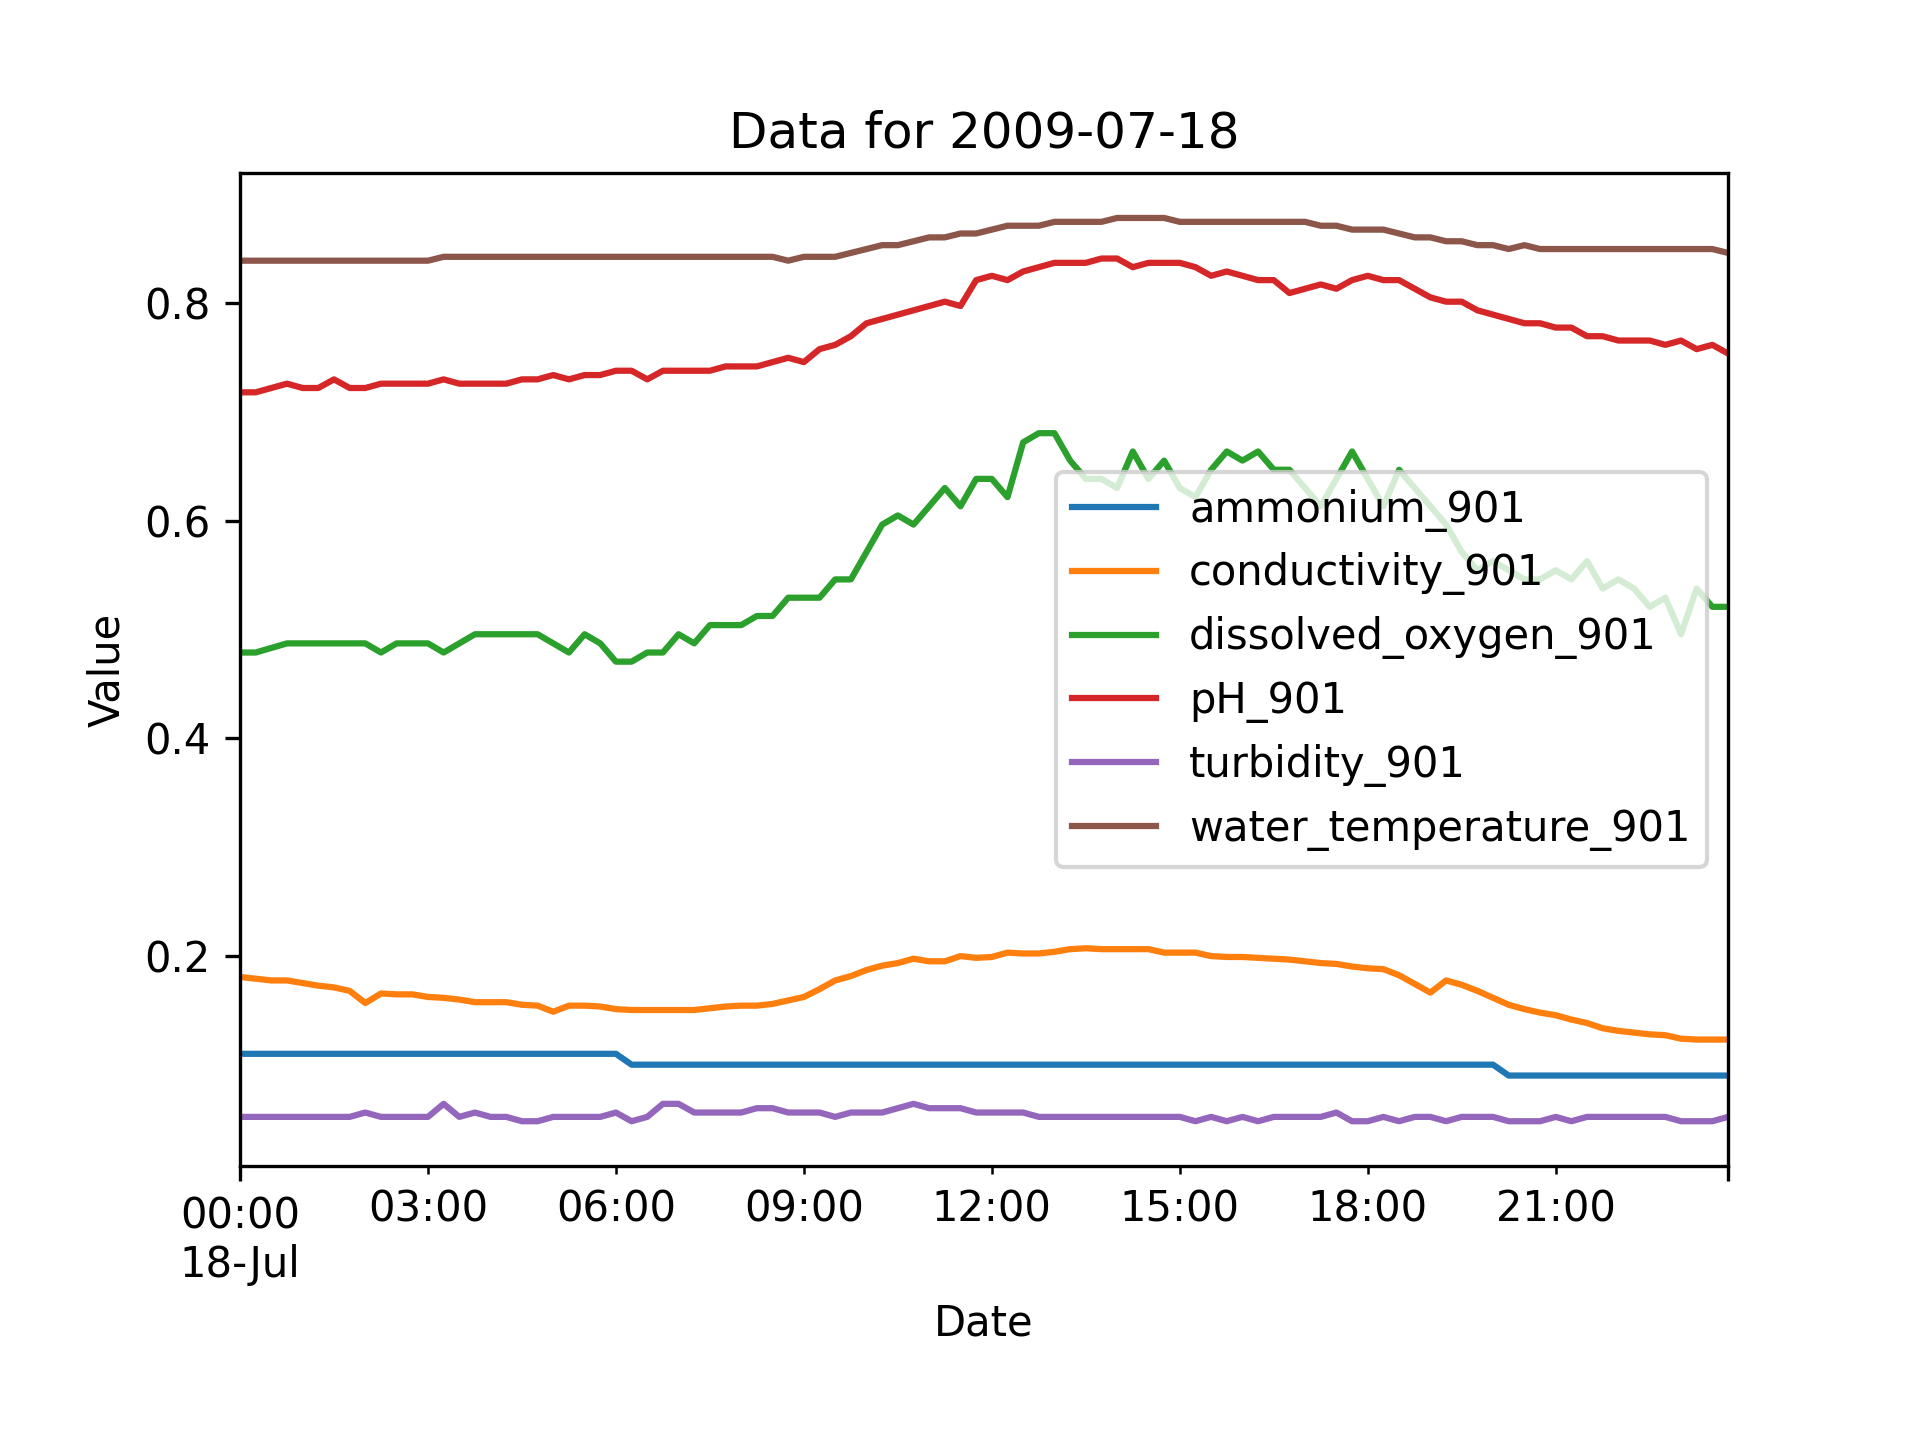 Data for 2009-07-18
Value
0.8
0.6
0.4
0.2
ammonium_901
conductivity_901
dissolved_oxygen_901
pH_901
turbidity_901
water_temperature_901
00:00 03:00 06:00 09:00 12:00 15:00 18:00 21:00
18-Jul
Date